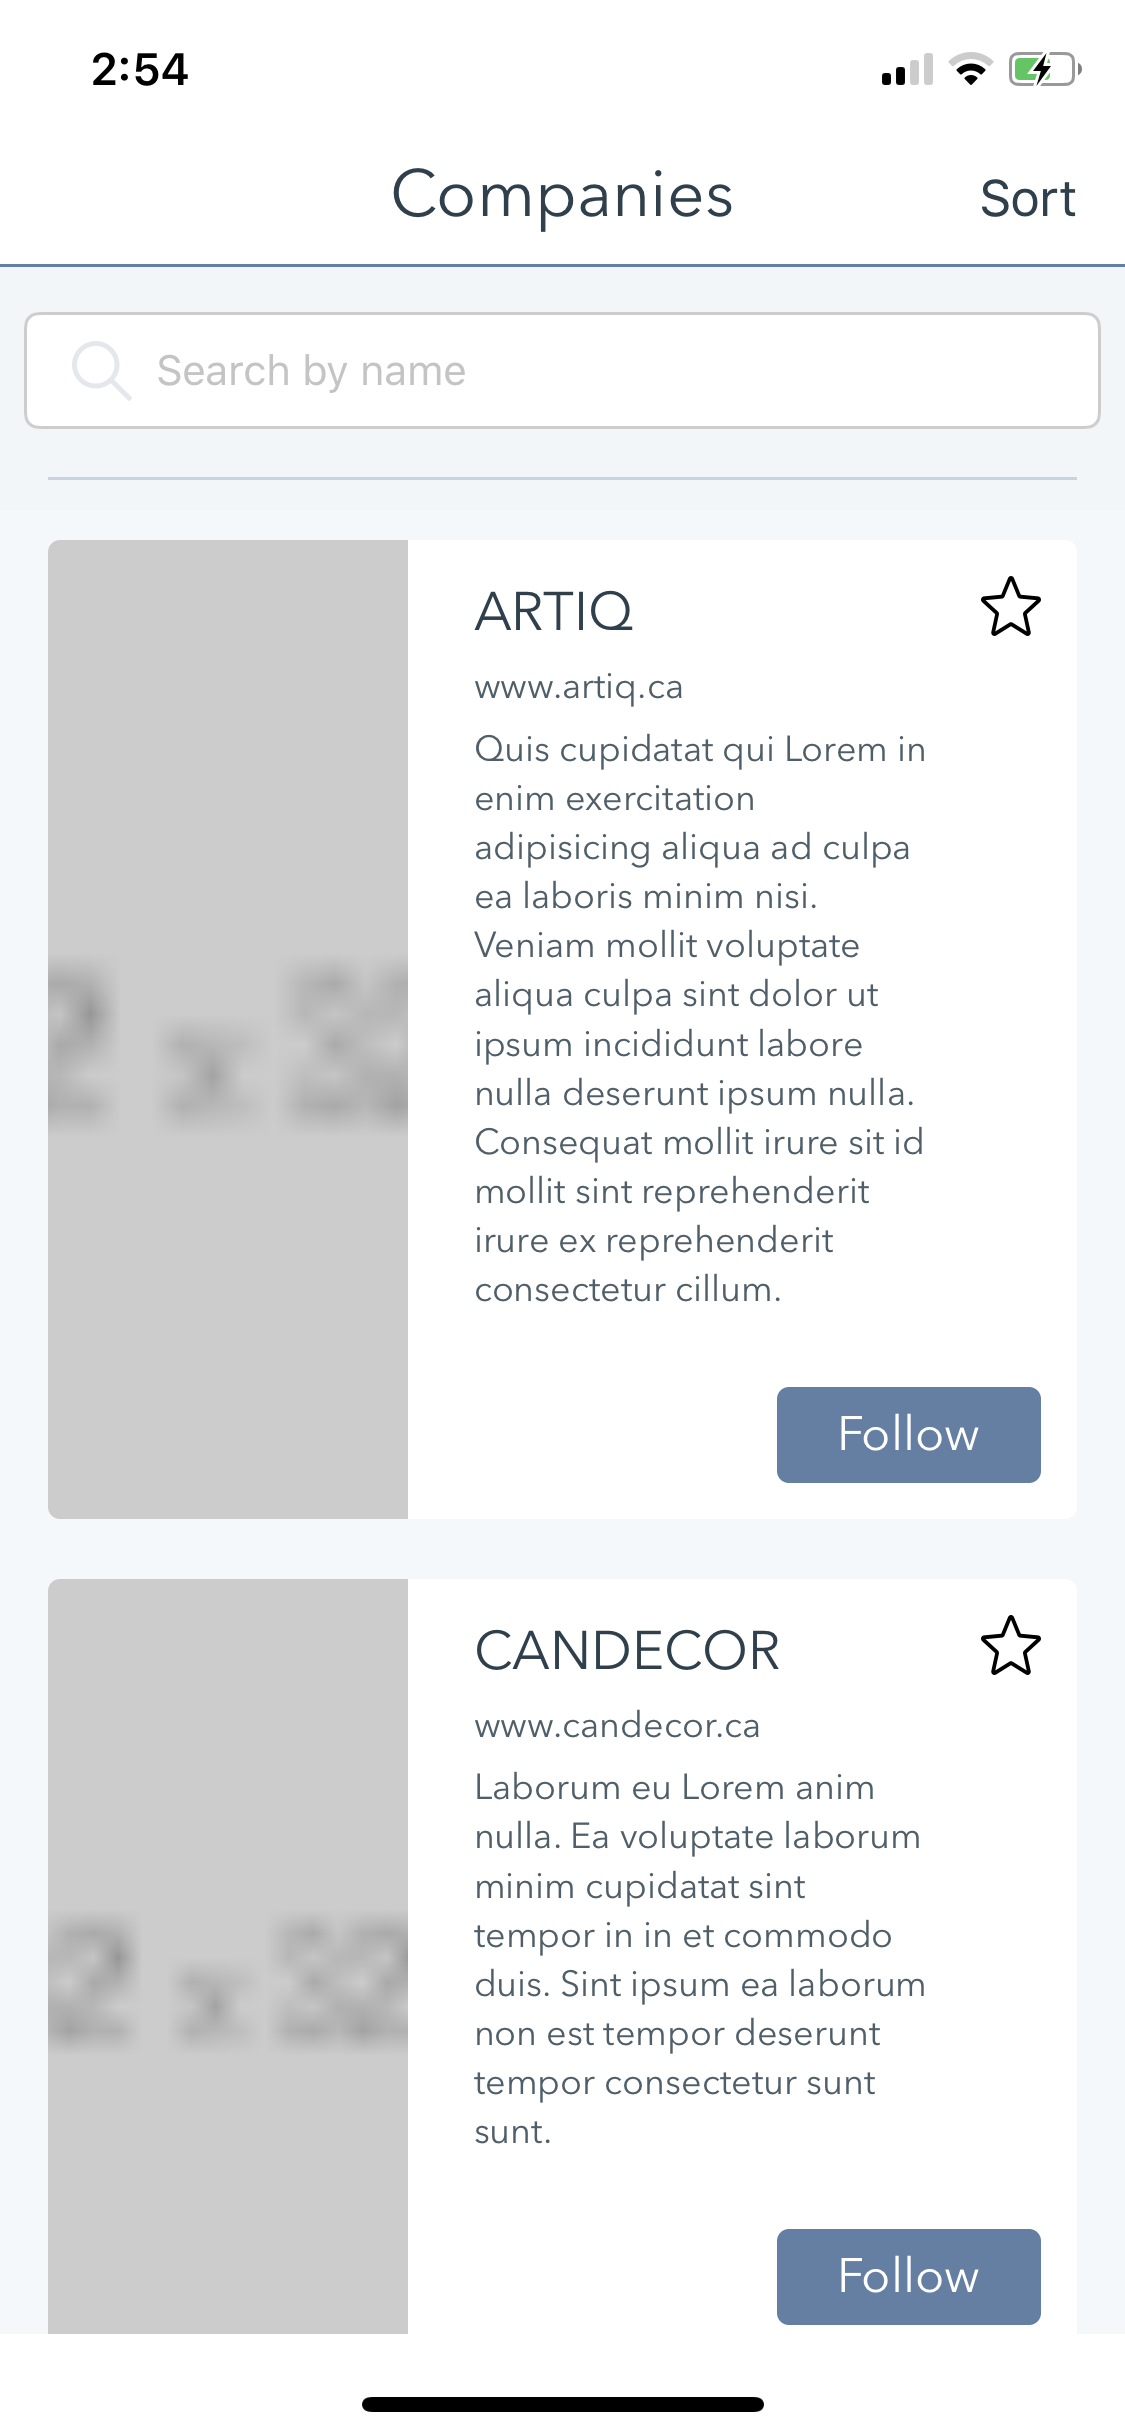 2:54
Companies
Sort
Search by name
ARTIQ
www.artiq.ca
Quis cupidatat qui Lorem in
enim exercitation
adipisicing aliqua ad culpa
ea laboris minim nisi.
Veniam mollit voluptate
aliqua culpa sint dolor ut
ipsum incididunt labore
nulla deserunt ipsum nulla.
Consequat mollit irure sit id
mollit sint reprehenderit
irure ex reprehenderit
consectetur cillum.
Follow
CANDECOR
www.candecor.ca
Laborum eu Lorem anim
nulla. Ea voluptate laborum
minim cupidatat sint
tempor in in et commodo
duis. Sint ipsum ea laborum
non est tempor deserunt
tempor consectetur sunt
sunt.
Follow